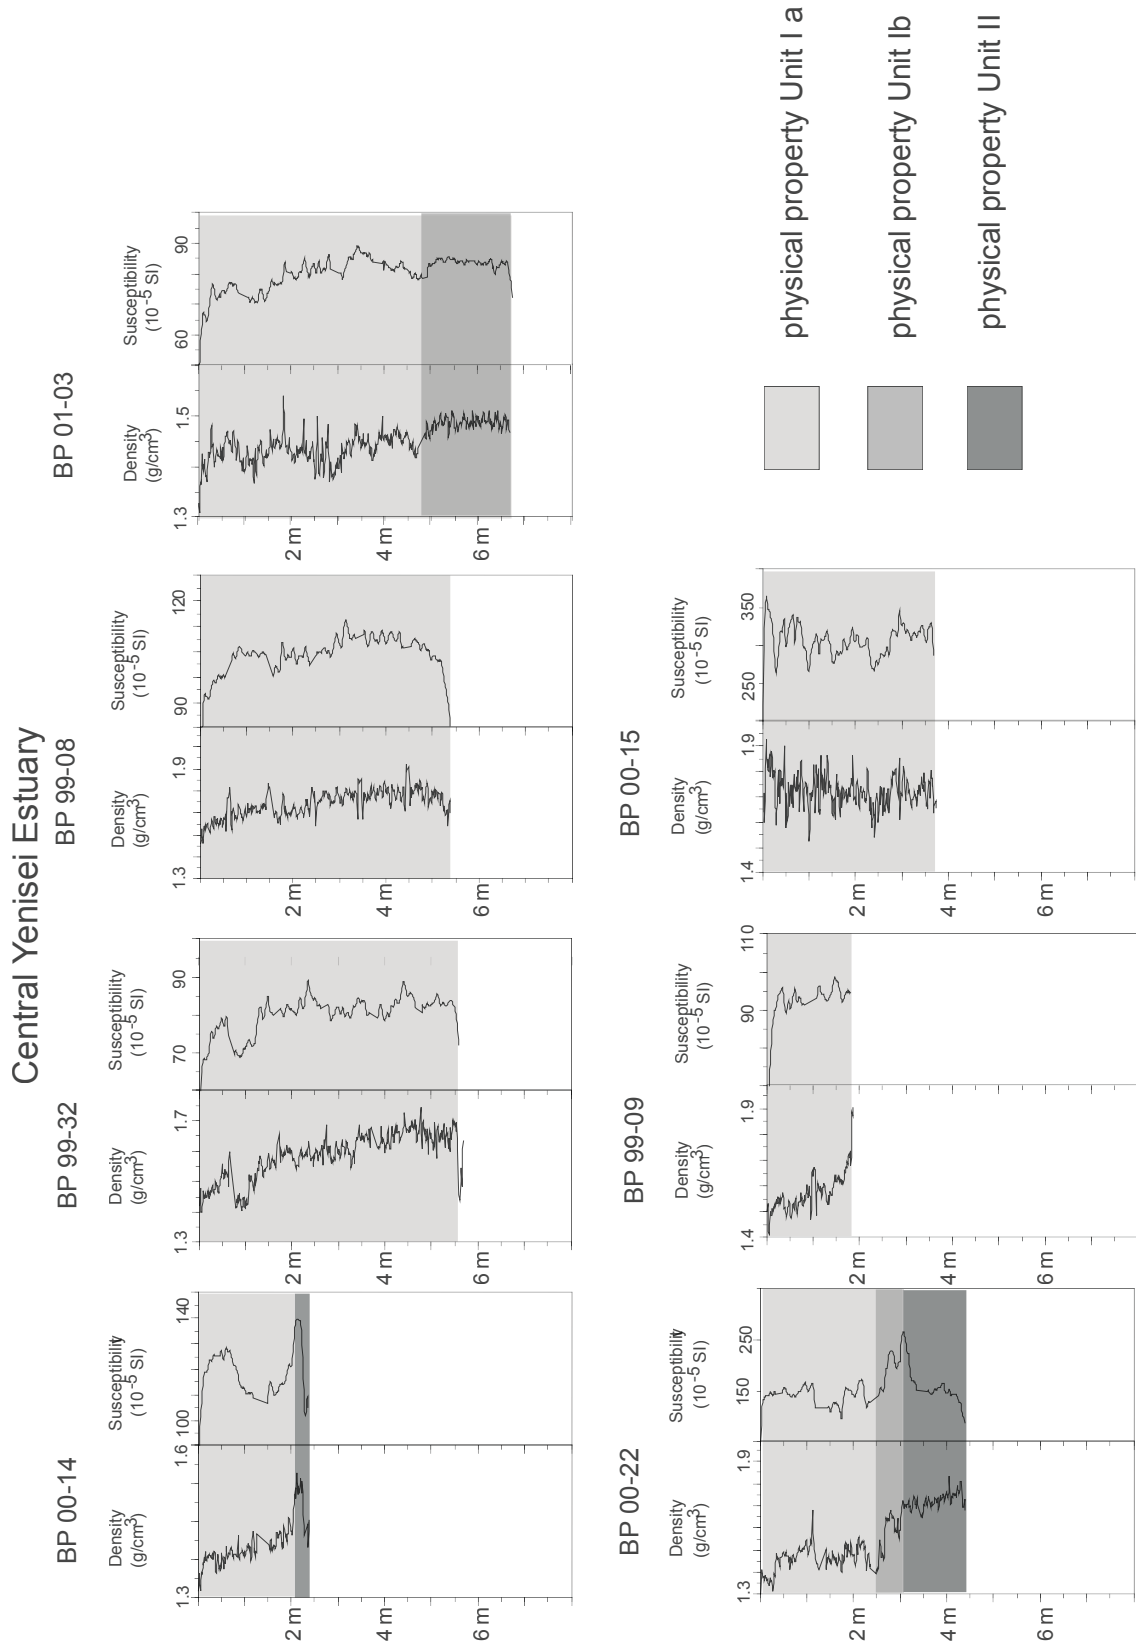 Central Yenisei Estuary
BP 00-14
Density
(g/cm3)
Susceptibility
(10-5 SI)
1.3
1.6
100
140
2 m
4 m
6 m
BP 99-32
Density
(g/cm3)
Susceptibility
(10-5 SI)
1.3
1.7
70
90
2 m
4 m
6 m
BP 99-08
Density
(g/cm3)
Susceptibility
(10-5 SI)
1.3
1.9
90
120
2 m
4 m
6 m
BP 01-03
Density
(g/cm3)
Susceptibility
(10-5 SI)
1.3
1.5
60
90
2 m
4 m
6 m
BP 00-22
Density
(g/cm3)
Susceptibility
(10-5 SI)
1.3
1.9
150
250
2 m
4 m
6 m
BP 99-09
Density
(g/cm3)
Susceptibility
(10-5 SI)
1.4
1.9
90
110
2 m
4 m
6 m
BP 00-15
Density
(g/cm3)
Susceptibility
(10-5 SI)
1.4
1.9
250
350
2 m
4 m
6 m
physical property Unit I a
physical property Unit Ib
physical property Unit II